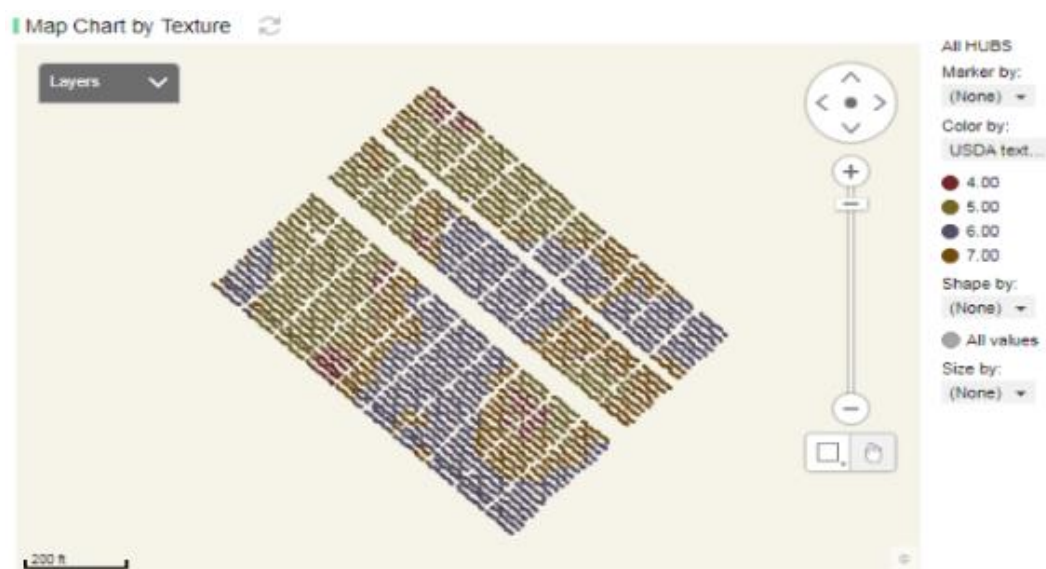 Map Chart by Texture
Layers
200 ft
All HUBS
Marker by:
(None)
Color by:
USDA text...
4.00
5.00
6.00
7.00
Shape by:
(None)
All values
Size by:
(None)